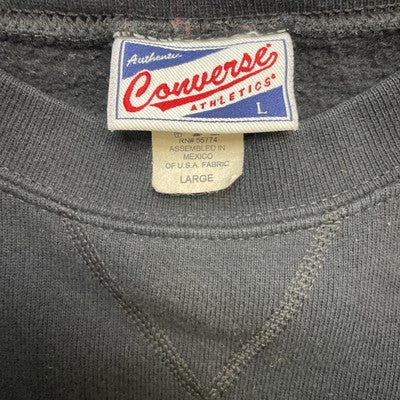 Authentic
Converse®
ATHLETICS®
L
RN# 56774
ASSEMBLED IN
MEXICO
OF U.S.A. FABRIC
LARGE